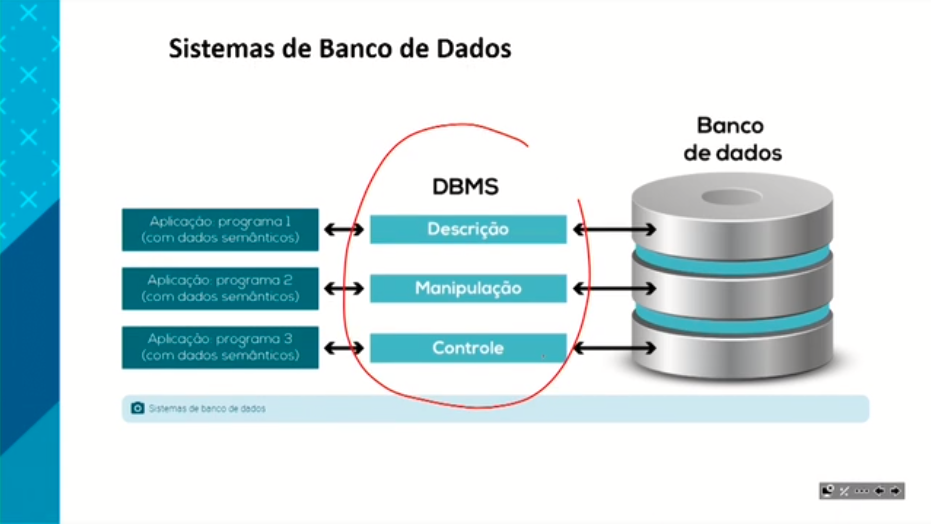 Sistemas de Banco de Dados
Banco
de dados
DBMS
Aplicação: programa 1
(com dados semânticos)
Descrição
Aplicação: programa 2
(com dados semânticos)
Manipulação
Aplicação: programa 3
(com dados semânticos)
Controle
Sistemas de banco de dados